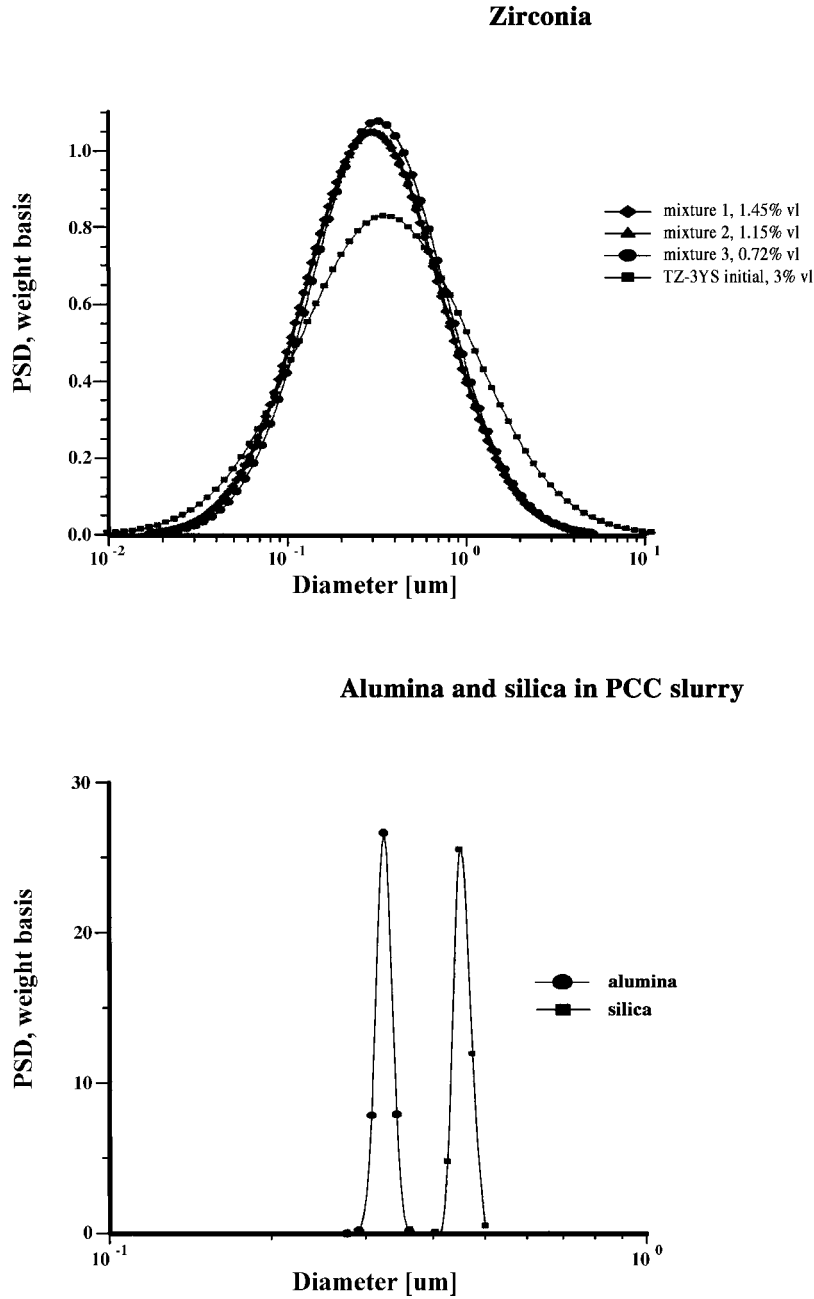 Zirconia
PSD, weight basis
1.0
0.8
0.6
0.4
0.2
0.0
mixture 1, 1.45% vl
mixture 2, 1.15% vl
mixture 3, 0.72% vl
TZ-3YS initial, 3% vl
10-2 10-1 100 101
Diameter [um]
Alumina and silica in PCC slurry
PSD, weight basis
30
20
10
0
alumina
silica
10-1 100
Diameter [um]